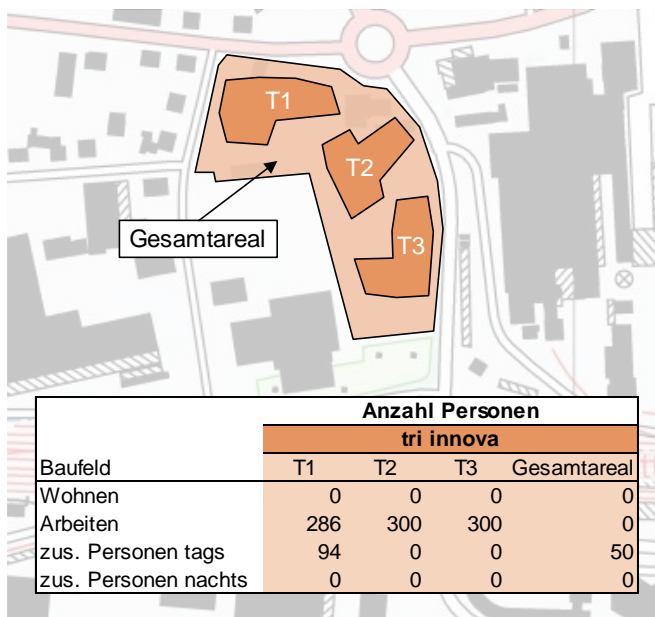 T1
T2
T3
Gesamtareal
Anzahl Personen
tri innova
Baufeld T1 T2 T3 Gesamtareal
Wohnen 0 0 0 0
Arbeiten 286 300 300 0
zus. Personen tags 94 0 0 50
zus. Personen nachts 0 0 0 0